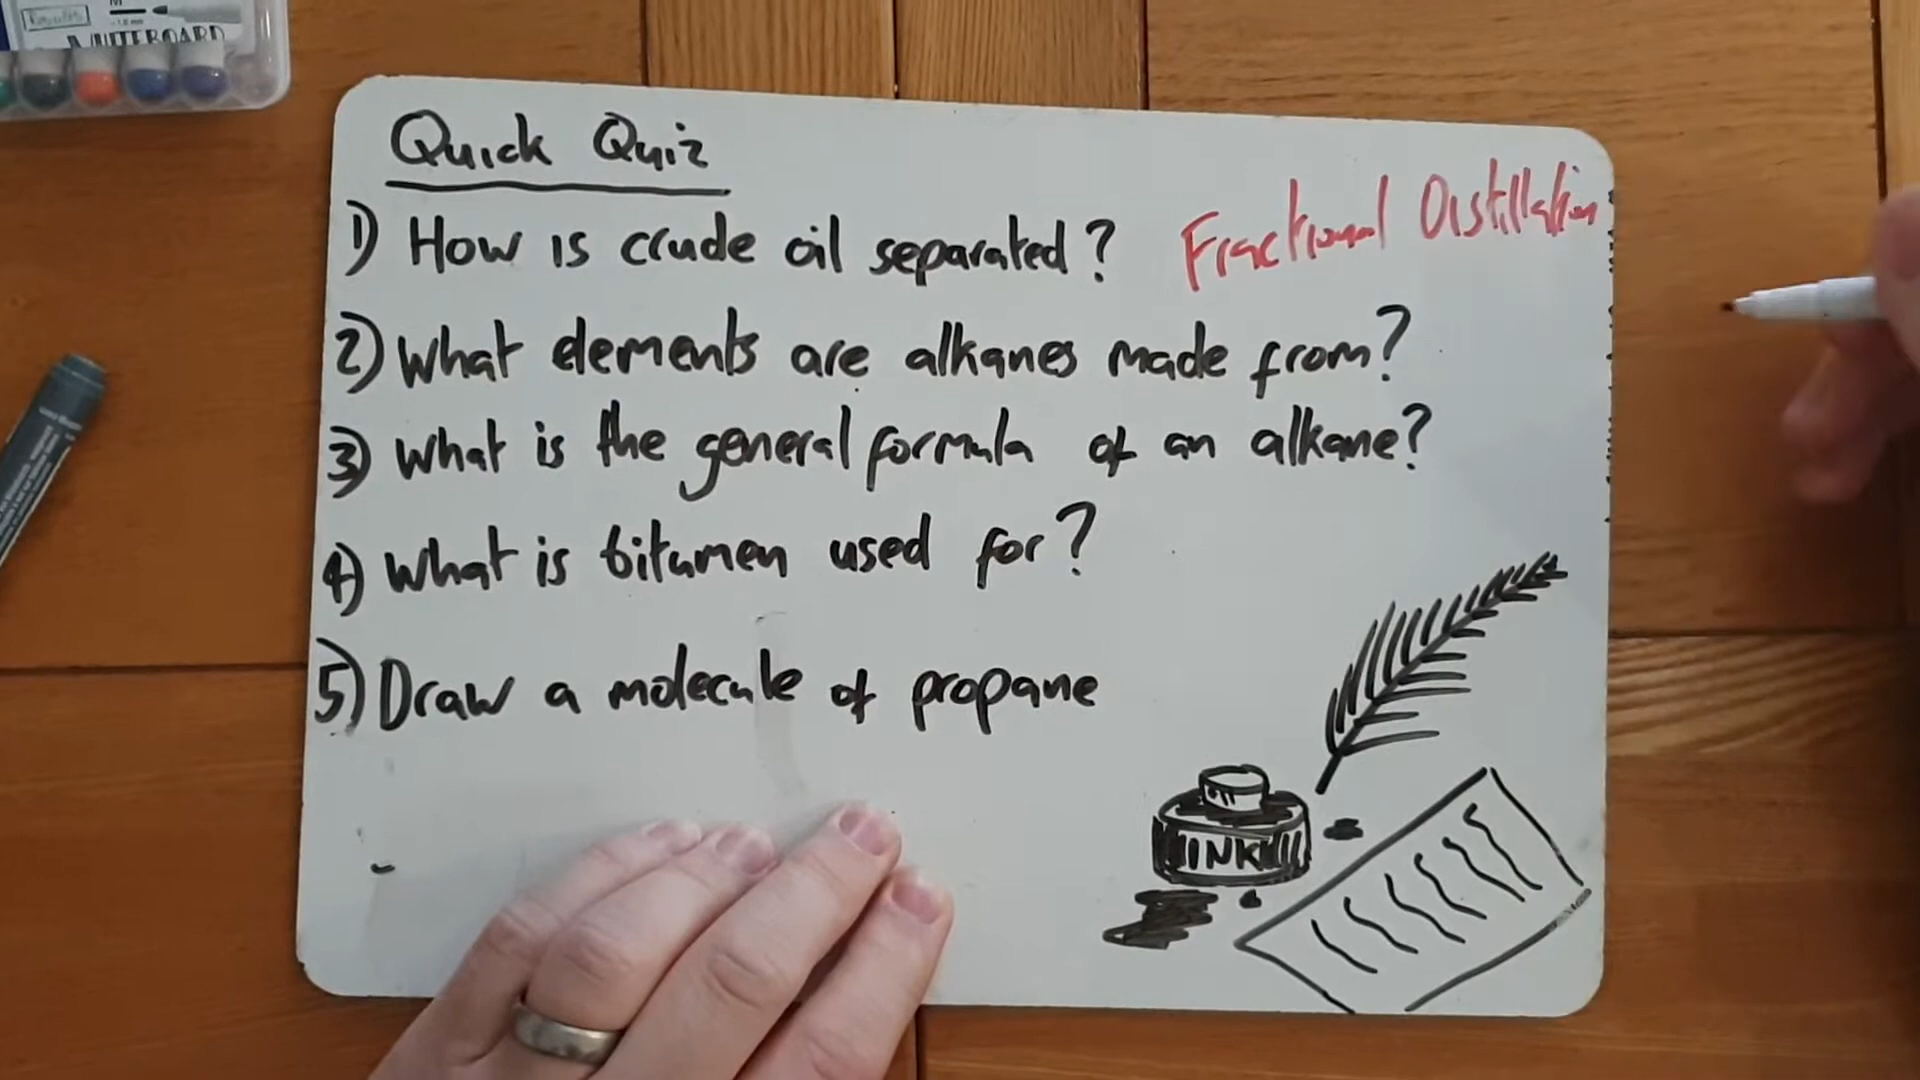 WHITEBOARD
Quick Quiz
1) How is crude oil separated? Fractional Distillation
2) What elements are alkanes made from?
3) What is the general formula of an alkane?
4) What is bitumen used for?
5) Draw a molecule of propane
INK